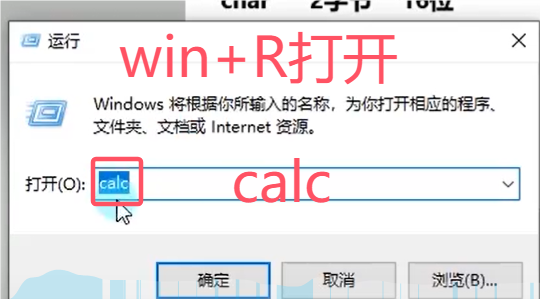 char 2字节 16位
运行
win+R打开
Windows 将根据你所输入的名称，为你打开相应的程序、
文件夹、文档或 Internet 资源。
打开(O): calc
calc
确定 取消 浏览(B)...